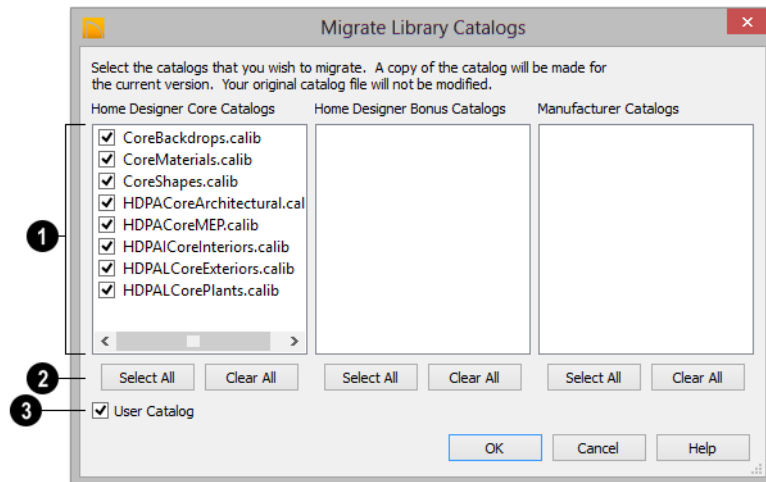 Migrate Library Catalogs
Select the catalogs that you wish to migrate. A copy of the catalog will be made for
the current version. Your original catalog file will not be modified.
Home Designer Core Catalogs Home Designer Bonus Catalogs Manufacturer Catalogs
1
CoreBackdrops.calib
CoreMaterials.calib
CoreShapes.calib
HDPACoreArchitectural.cal
HDPACoreMEP.calib
HDPAICoreInteriors.calib
HDPALCoreExteriors.calib
HDPALCorePlants.calib
2 Select All Clear All Select All Clear All Select All Clear All
3 User Catalog
OK Cancel Help